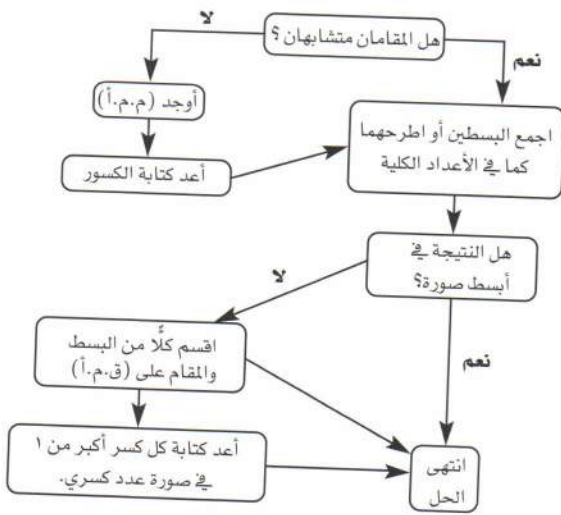 هل المقامان متشابهان ؟
لا
نعم
أوجد (م.م.أ)
اجمع البسطين أو اطرحهما
كما في الأعداد الكلية
أعد كتابة الكسور
هل النتيجة في
أبسط صورة؟
لا
نعم
اقسم كلًّا من البسط
والمقام على (ق.م.أ)
أعد كتابة كل كسر أكبر من ١
في صورة عدد كسري.
انتهى
الحل